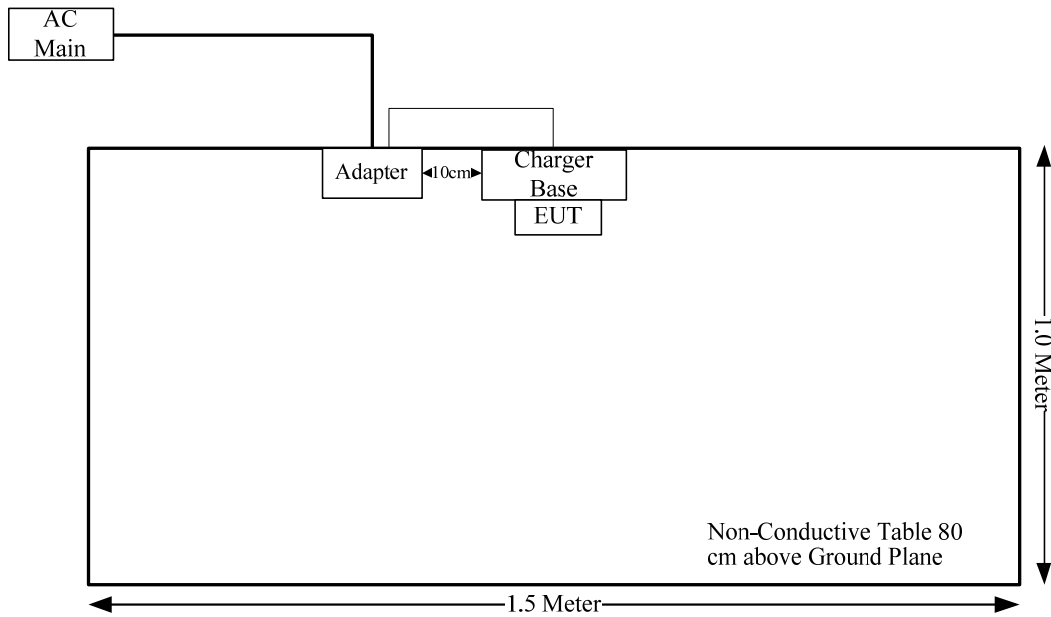 AC
Main
Adapter
10cm
Charger
Base
EUT
1.0 Meter
Non-Conductive Table 80
cm above Ground Plane
1.5 Meter